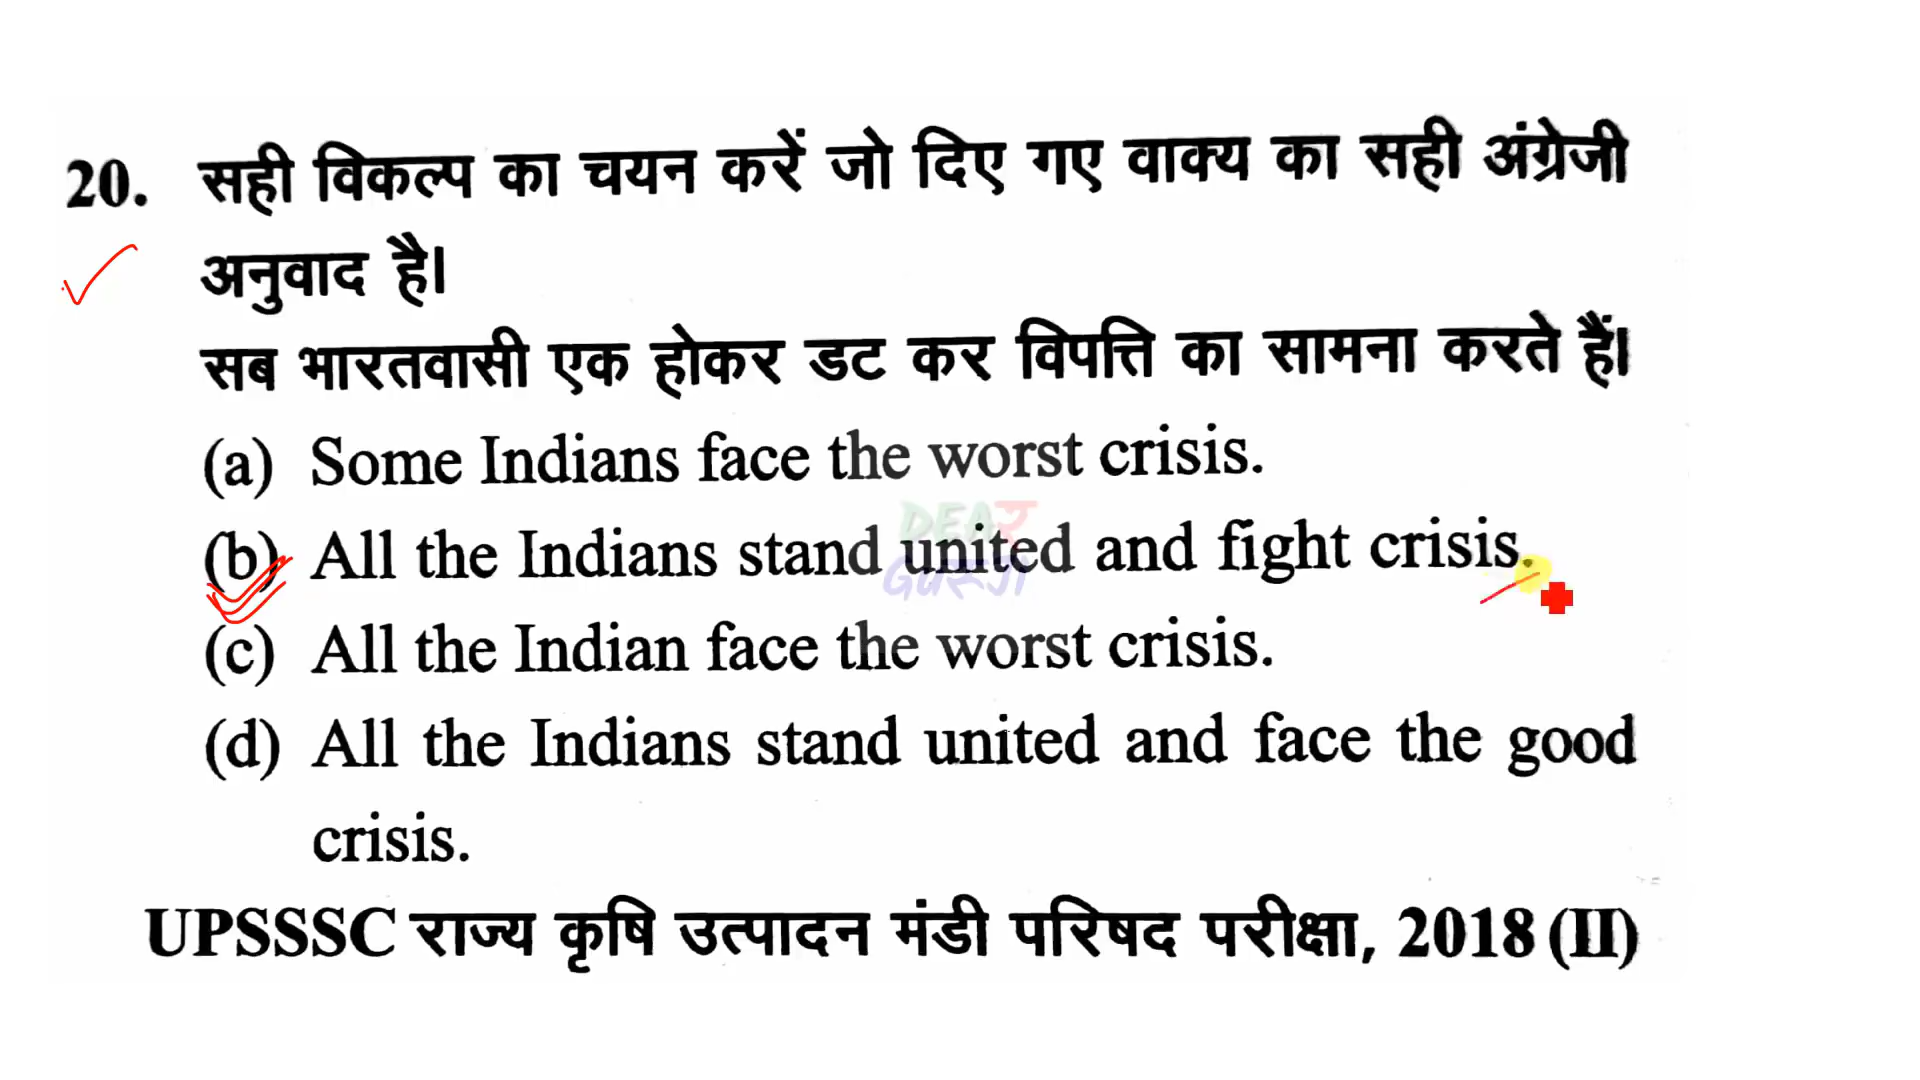 20. सही विकल्प का चयन करें जो दिए गए वाक्य का सही अंग्रेजी
अनुवाद है।
सब भारतवासी एक होकर डट कर विपत्ति का सामना करते हैं।
(a) Some Indians face the worst crisis.
DEAR
(b) All the Indians stand united and fight crisis.
GURUJI
(c) All the Indian face the worst crisis.
(d) All the Indians stand united and face the good
crisis.
UPSSSC राज्य कृषि उत्पादन मंडी परिषद परीक्षा, 2018 (II)